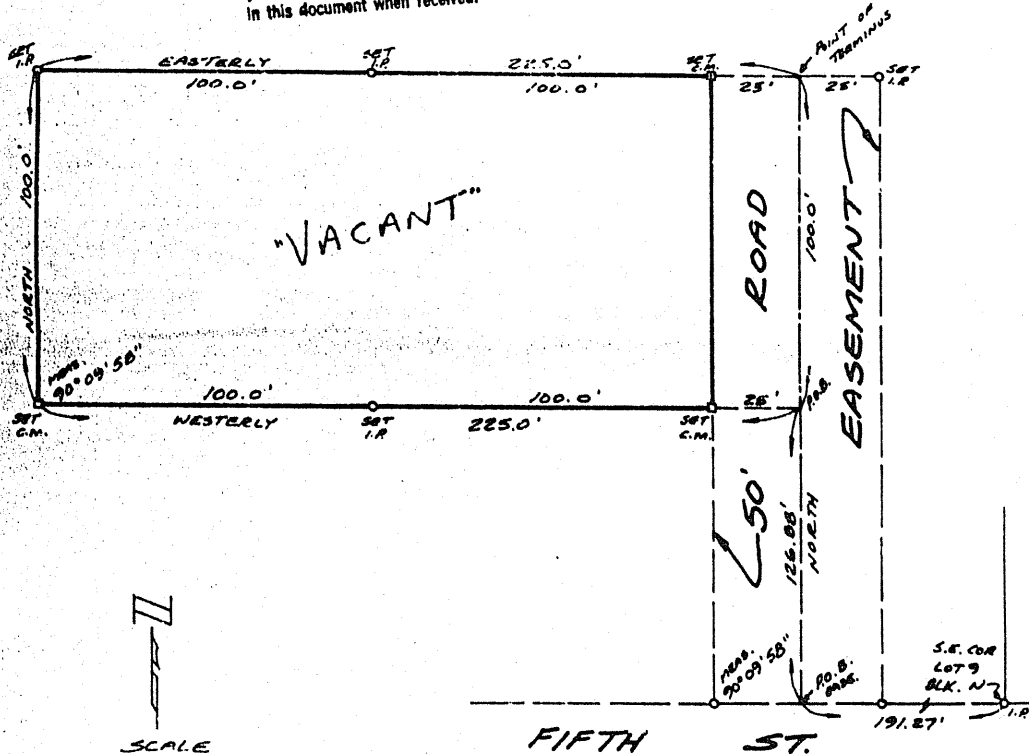 in this document when received.
POINT OF
TERMINUS
SET
I.P.
EASTERLY
SET
I.P.
225.0'
SET
C.M.
SET
I.P.
100.0'
100.0'
25'
25'
100.0'
NORTH
"VACANT"
ROAD
100.0'
EASEMENT
MEAS.
90°09'58"
100.0'
100.0'
25'
P.O.B.
SET
C.M.
WESTERLY
SET
I.P.
225.0'
SET
C.M.
50'
126.88'
NORTH
MEAS.
90°09'58"
P.O.B.
S.E. COR
LOT 9
BLK. N
I.P.
191.27'
SCALE
FIFTH ST.